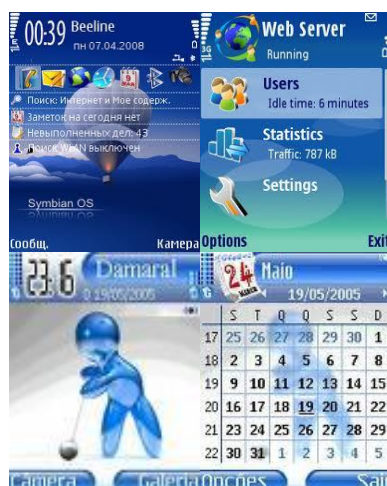 00:39 Beeline
пн 07.04.2008
Поиск: Интернет и Мое содерж.
Заметок на сегодня нет
Невыполненных дел: 43
Поиск WLAN выключен
Symbian OS
Сообщ. Камера
3G Web Server
Running
Users
Idle time: 6 minutes
Statistics
Traffic: 787 kB
Settings
Options Exit
23:6 Damaral
19/05/2005
Câmera Galeria
24 Maio
19/05/2005
S T Q Q S S D
17 25 26 27 28 29 30 1
18 2 3 4 5 6 7 8
19 9 10 11 12 13 14 15
20 16 17 18 19 20 21 22
21 23 24 25 26 27 28 29
22 30 31 1 2 3 4 5
Opções Sair